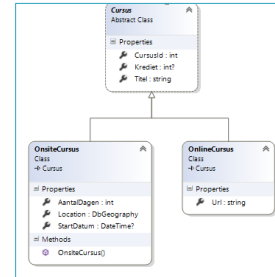 Cursus
Abstract Class
Properties
CursusId : int
Krediet : int?
Titel : string
OnsiteCursus
Class
Cursus
Properties
AantalDagen : int
Location : DbGeography
StartDatum : DateTime?
Methods
OnsiteCursus()
OnlineCursus
Class
Cursus
Properties
Url : string